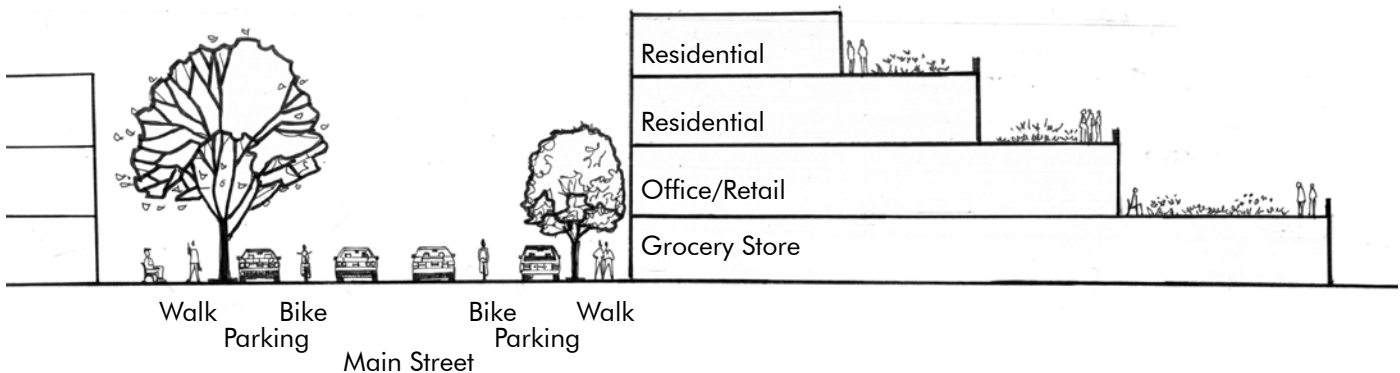 Residential
Residential
Office/Retail
Grocery Store
Walk Bike Bike Walk
Parking Parking
Main Street